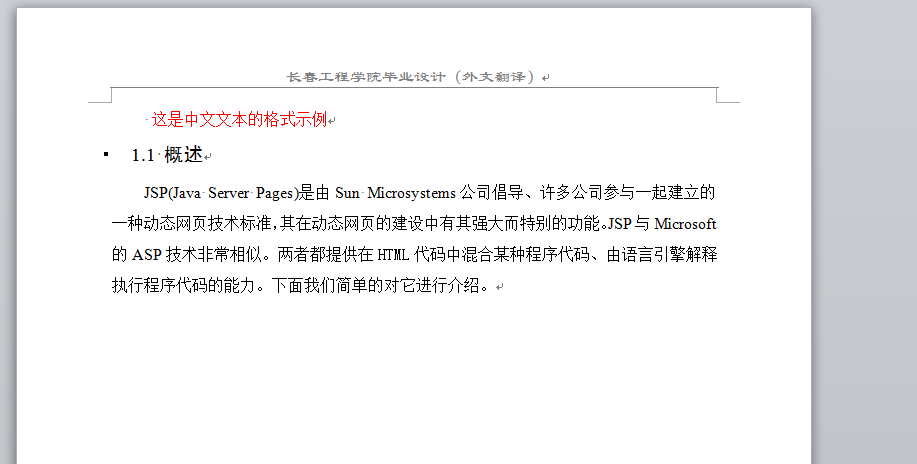 长春工程学院毕业设计（外文翻译）
这是中文文本的格式示例
1.1 概述
JSP(Java Server Pages)是由 Sun Microsystems 公司倡导、许多公司参与一起建立的
一种动态网页技术标准，其在动态网页的建设中有其强大而特别的功能。JSP 与 Microsoft
的 ASP 技术非常相似。两者都提供在 HTML 代码中混合某种程序代码、由语言引擎解释
执行程序代码的能力。下面我们简单的对它进行介绍。